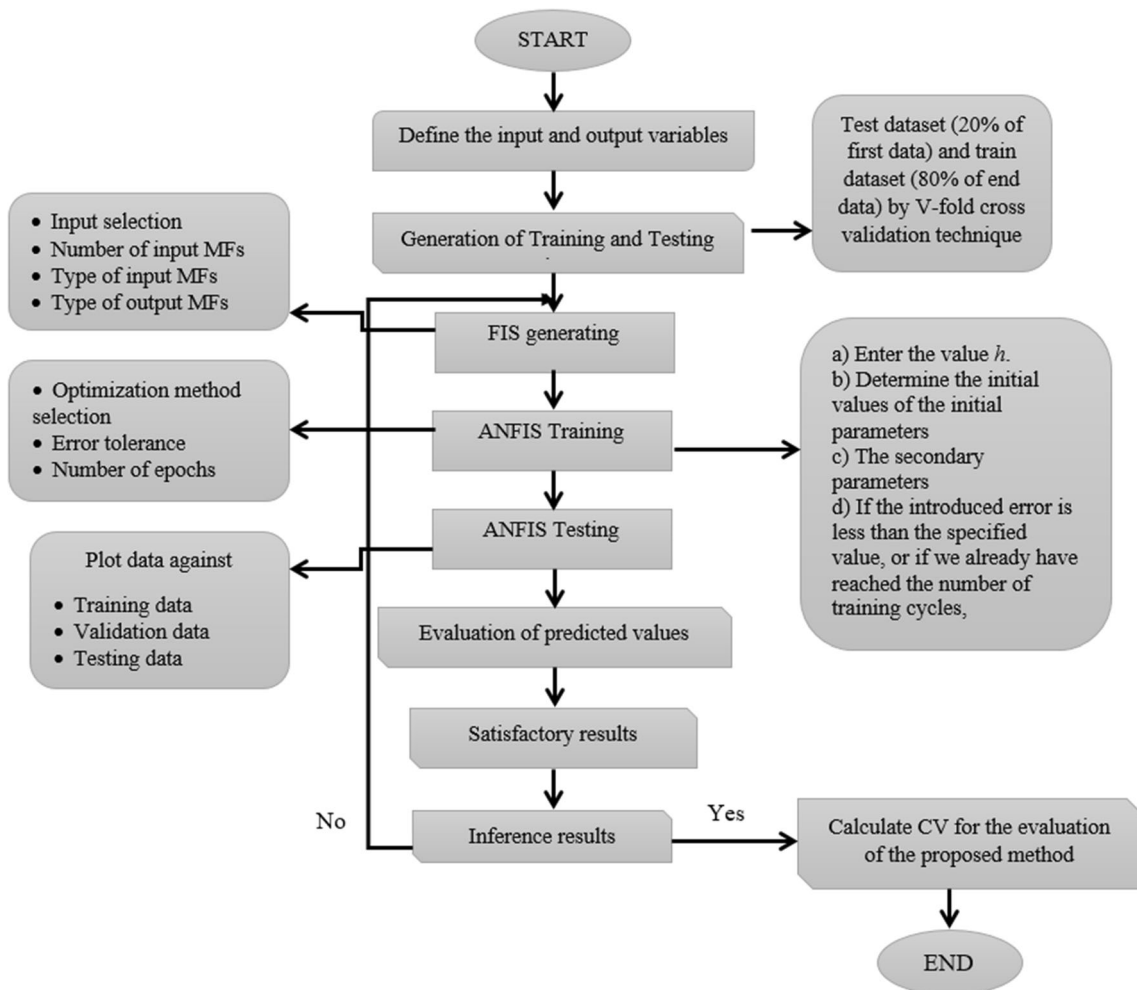 START
Define the input and output variables
Test dataset (20% of
first data) and train
dataset (80% of end
data) by V-fold cross
validation technique
Generation of Training and Testing
.
• Input selection
• Number of input MFs
• Type of input MFs
• Type of output MFs
FIS generating
• Optimization method
selection
• Error tolerance
• Number of epochs
ANFIS Training
a) Enter the value h.
b) Determine the initial
values of the initial
parameters
c) The secondary
parameters
d) If the introduced error is
less than the specified
value, or if we already have
reached the number of
training cycles,
ANFIS Testing
Plot data against
• Training data
• Validation data
• Testing data
Evaluation of predicted values
Satisfactory results
Inference results
No
Yes
Calculate CV for the evaluation
of the proposed method
END